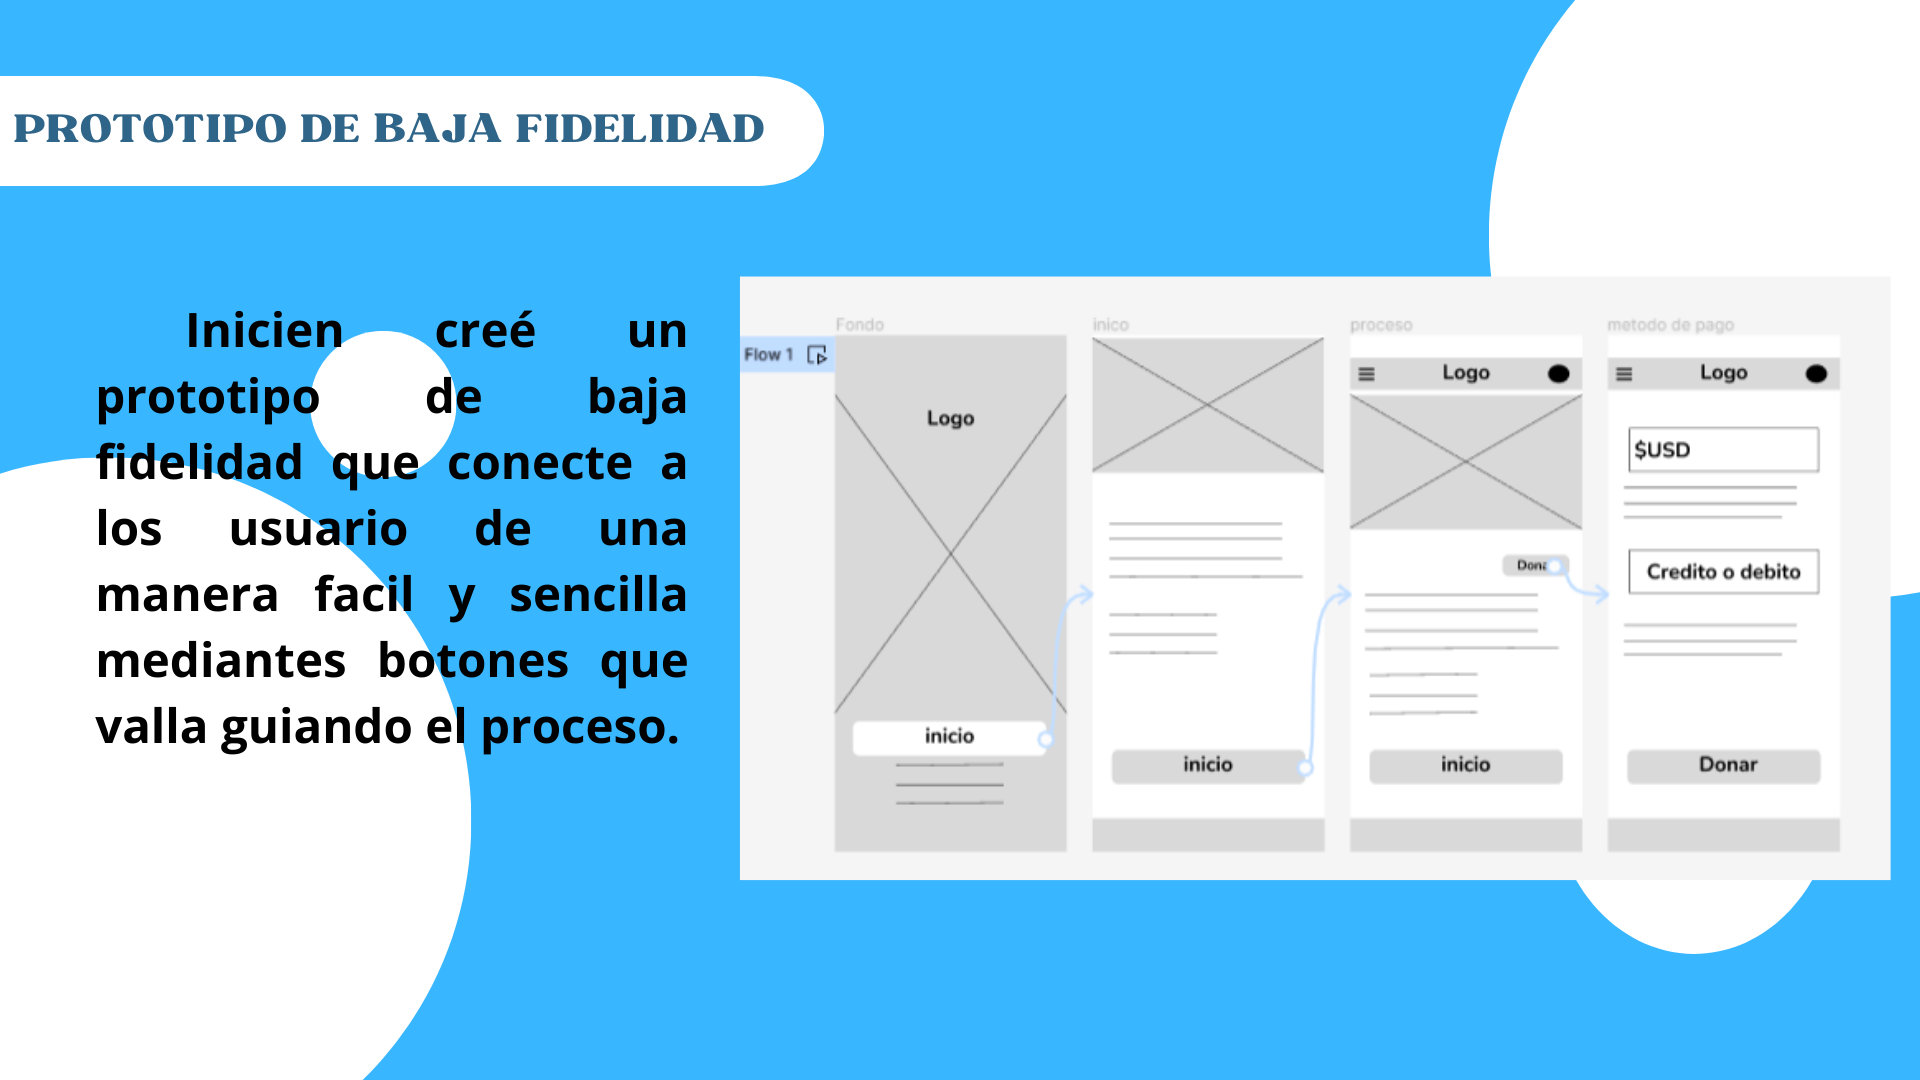 PROTOTIPO DE BAJA FIDELIDAD
Inicien creé un
prototipo de baja
fidelidad que conecte a
los usuario de una
manera facil y sencilla
mediantes botones que
valla guiando el proceso.
Flow 1
Fondo
Logo
inicio
inico
inicio
proceso
Logo
Dona
inicio
metodo de pago
Logo
$USD
Credito o debito
Donar